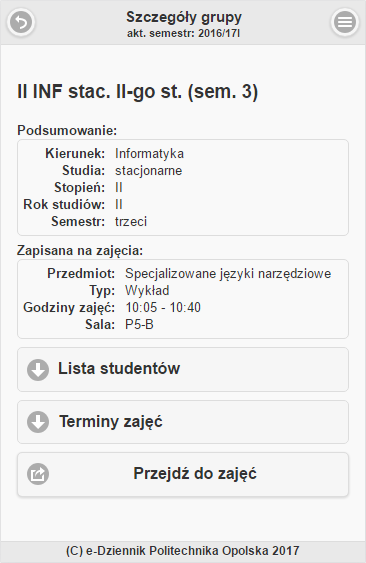 Szczegóły grupy
akt. semestr: 2016/17l
II INF stac. II-go st. (sem. 3)
Podsumowanie:
Kierunek: Informatyka
Studia: stacjonarne
Stopień: II
Rok studiów: II
Semestr: trzeci
Zapisana na zajęcia:
Przedmiot: Specjalizowane języki narzędziowe
Typ: Wykład
Godziny zajęć: 10:05 - 10:40
Sala: P5-B
Lista studentów
Terminy zajęć
Przejdź do zajęć
(C) e-Dziennik Politechnika Opolska 2017